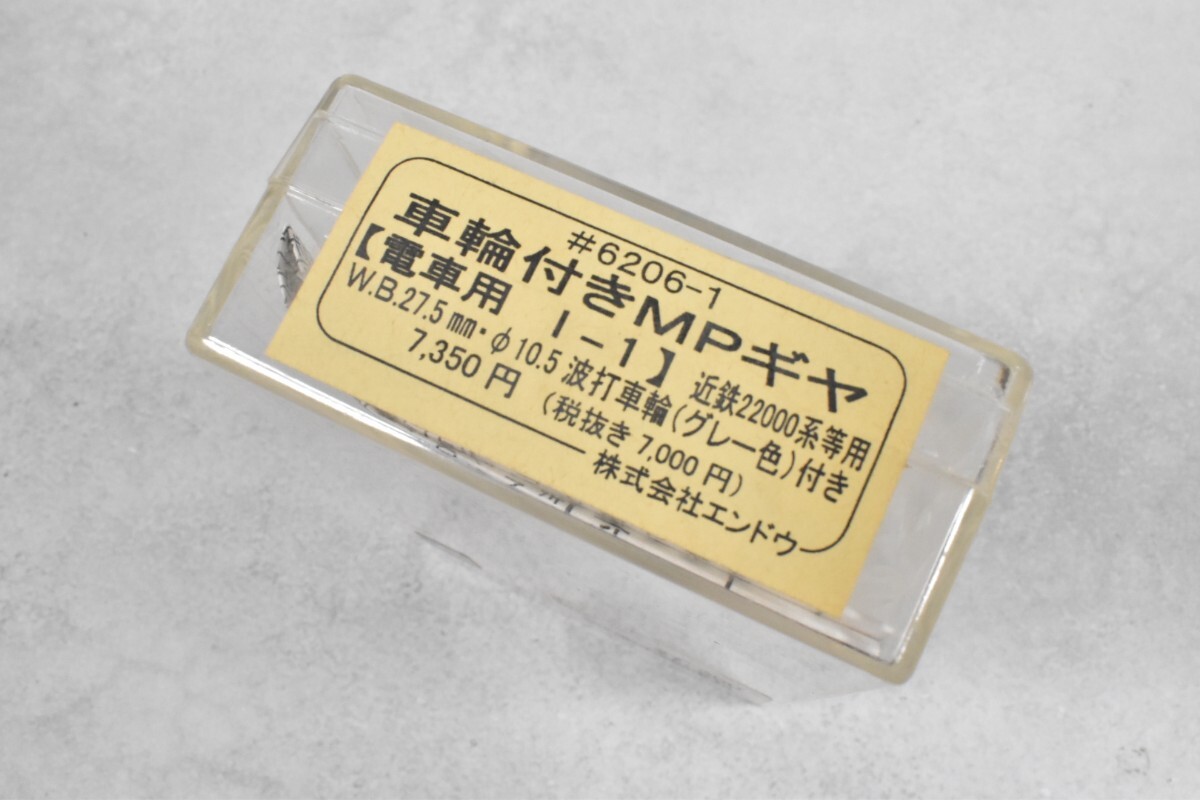 #6206-1
車輪付きMPギヤ
【電車用 I-1】 近鉄22000系等用
W.B.27.5㎜・φ10.5 波打車輪(グレー色)付き
7,350円 (税抜き 7,000円)
株式会社エンドウ